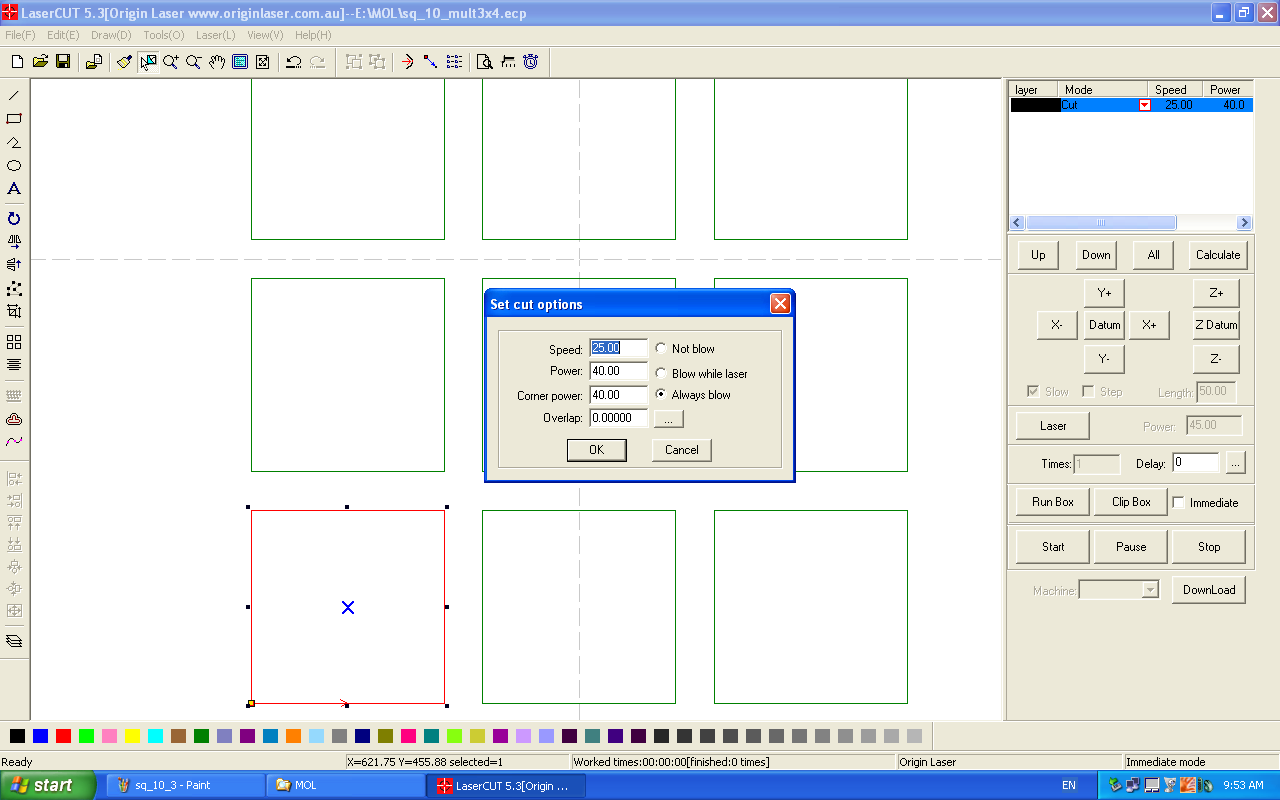 LaserCUT 5.3[Origin Laser www.originlaser.com.au]--E:\MOL\sq_10_mult3x4.ecp
File(F) Edit(E) Draw(D) Tools(O) Laser(L) View(V) Help(H)
layer Mode Speed Power
Cut 25.00 40.0
Up Down All Calculate
Y+ Z+
X- Datum X+ Z Datum
Y- Z-
Slow Step Length: 50.00
Laser Power: 45.00
Times: 1 Delay: 0 ...
Run Box Clip Box Immediate
Start Pause Stop
Machine: DownLoad
Set cut options
Speed: 25.00 Not blow
Power: 40.00 Blow while laser
Corner power: 40.00 Always blow
Overlap: 0.00000 ...
OK Cancel
A
Ready X=621.75 Y=455.88 selected=1 Worked times:00:00:00[finished:0 times] Origin Laser Immediate mode
start sq_10_3 - Paint MOL LaserCUT 5.3[Origin ... EN 9:53 AM